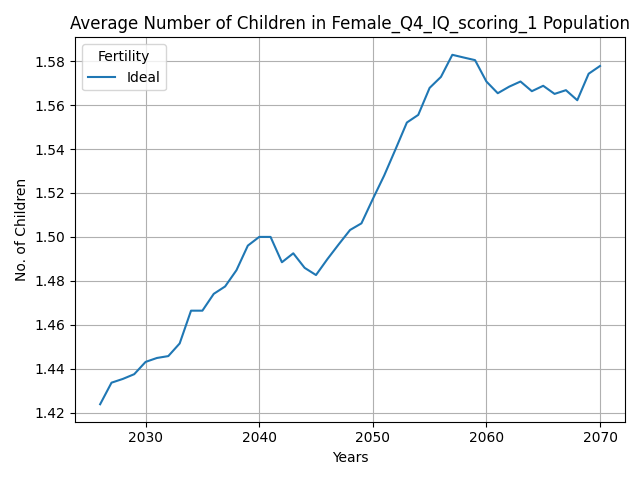 Average Number of Children in Female_Q4_IQ_scoring_1 Population
Fertility
Ideal
No. of Children
1.58
1.56
1.54
1.52
1.50
1.48
1.46
1.44
1.42
2030 2040 2050 2060 2070
Years